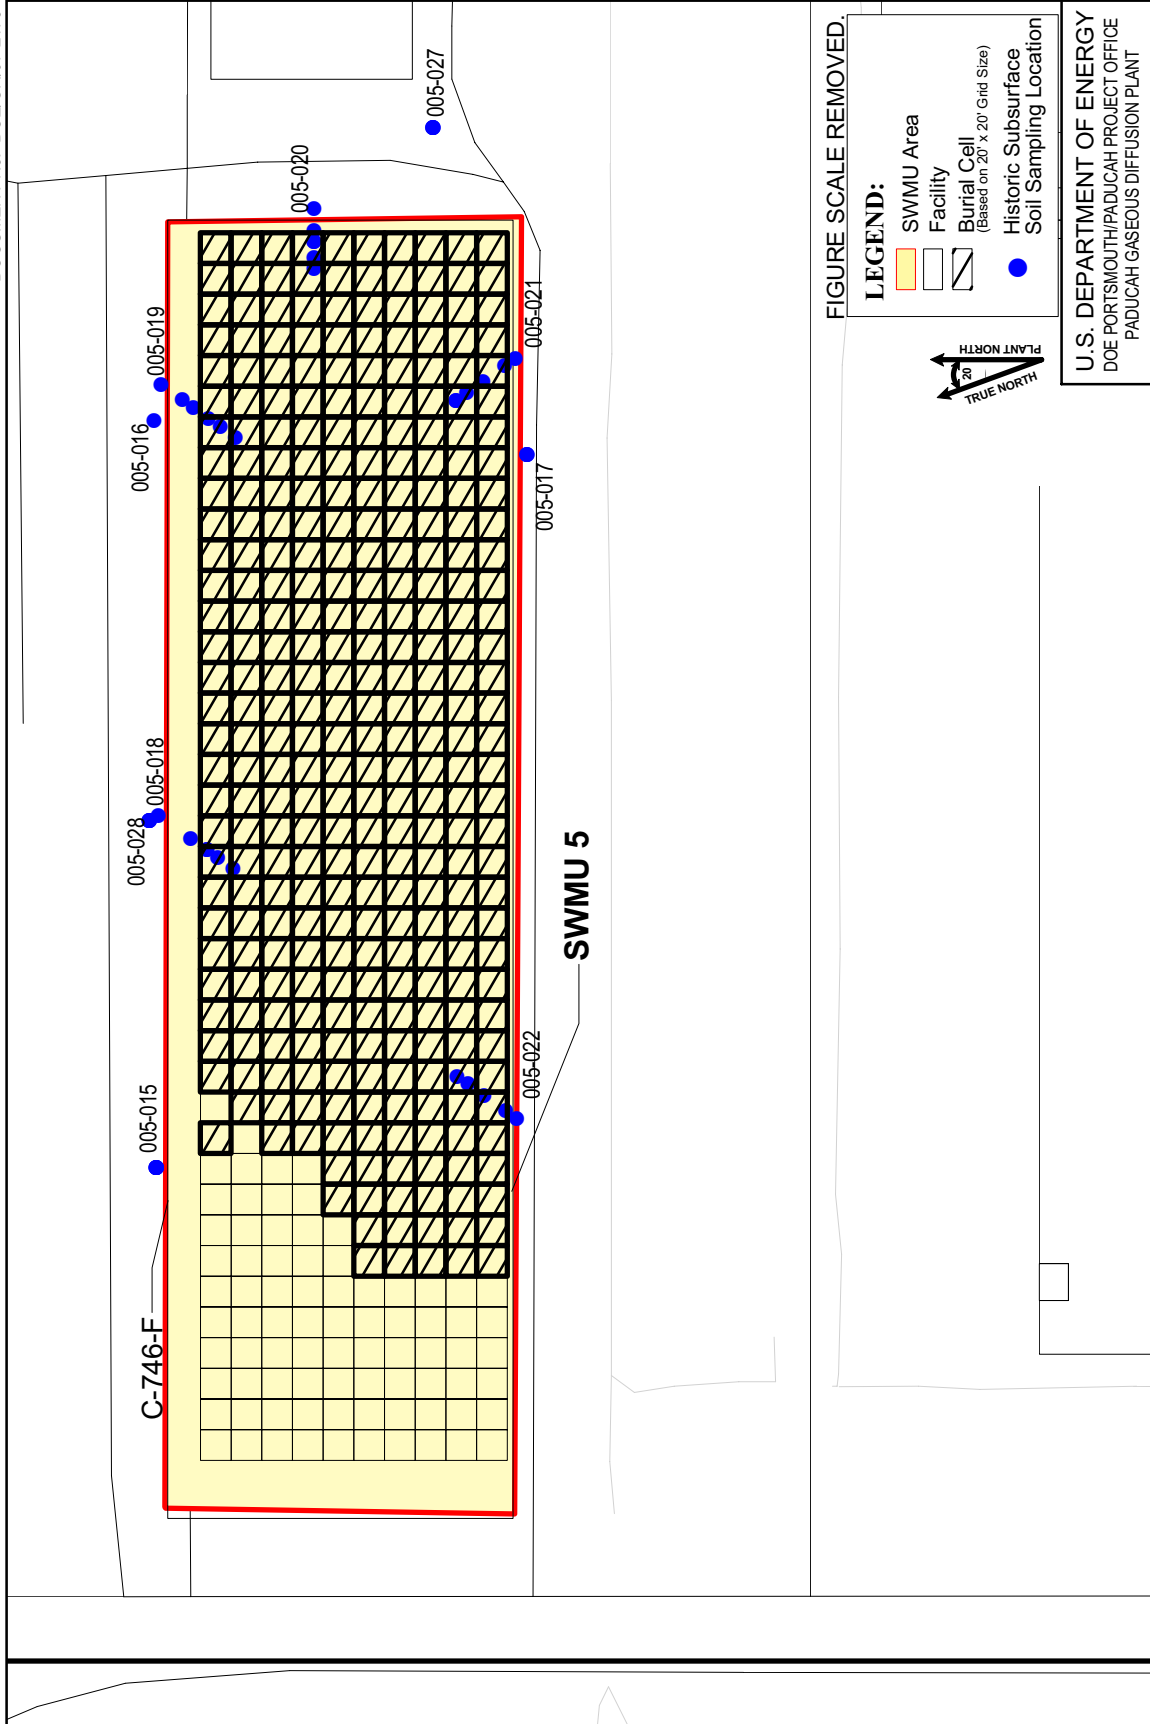 005-027
005-020
005-019
005-016
005-021
005-017
005-018
005-028
005-015
005-022
SWMU 5
C-746-F
FIGURE SCALE REMOVED.
LEGEND:
SWMU Area
Facility
Burial Cell
(Based on 20' x 20' Grid Size)
Historic Subsurface
Soil Sampling Location
PLANT NORTH
20
TRUE NORTH
U.S. DEPARTMENT OF ENERGY
DOE PORTSMOUTH/PADUCAH PROJECT OFFICE
PADUCAH GASEOUS DIFFUSION PLANT